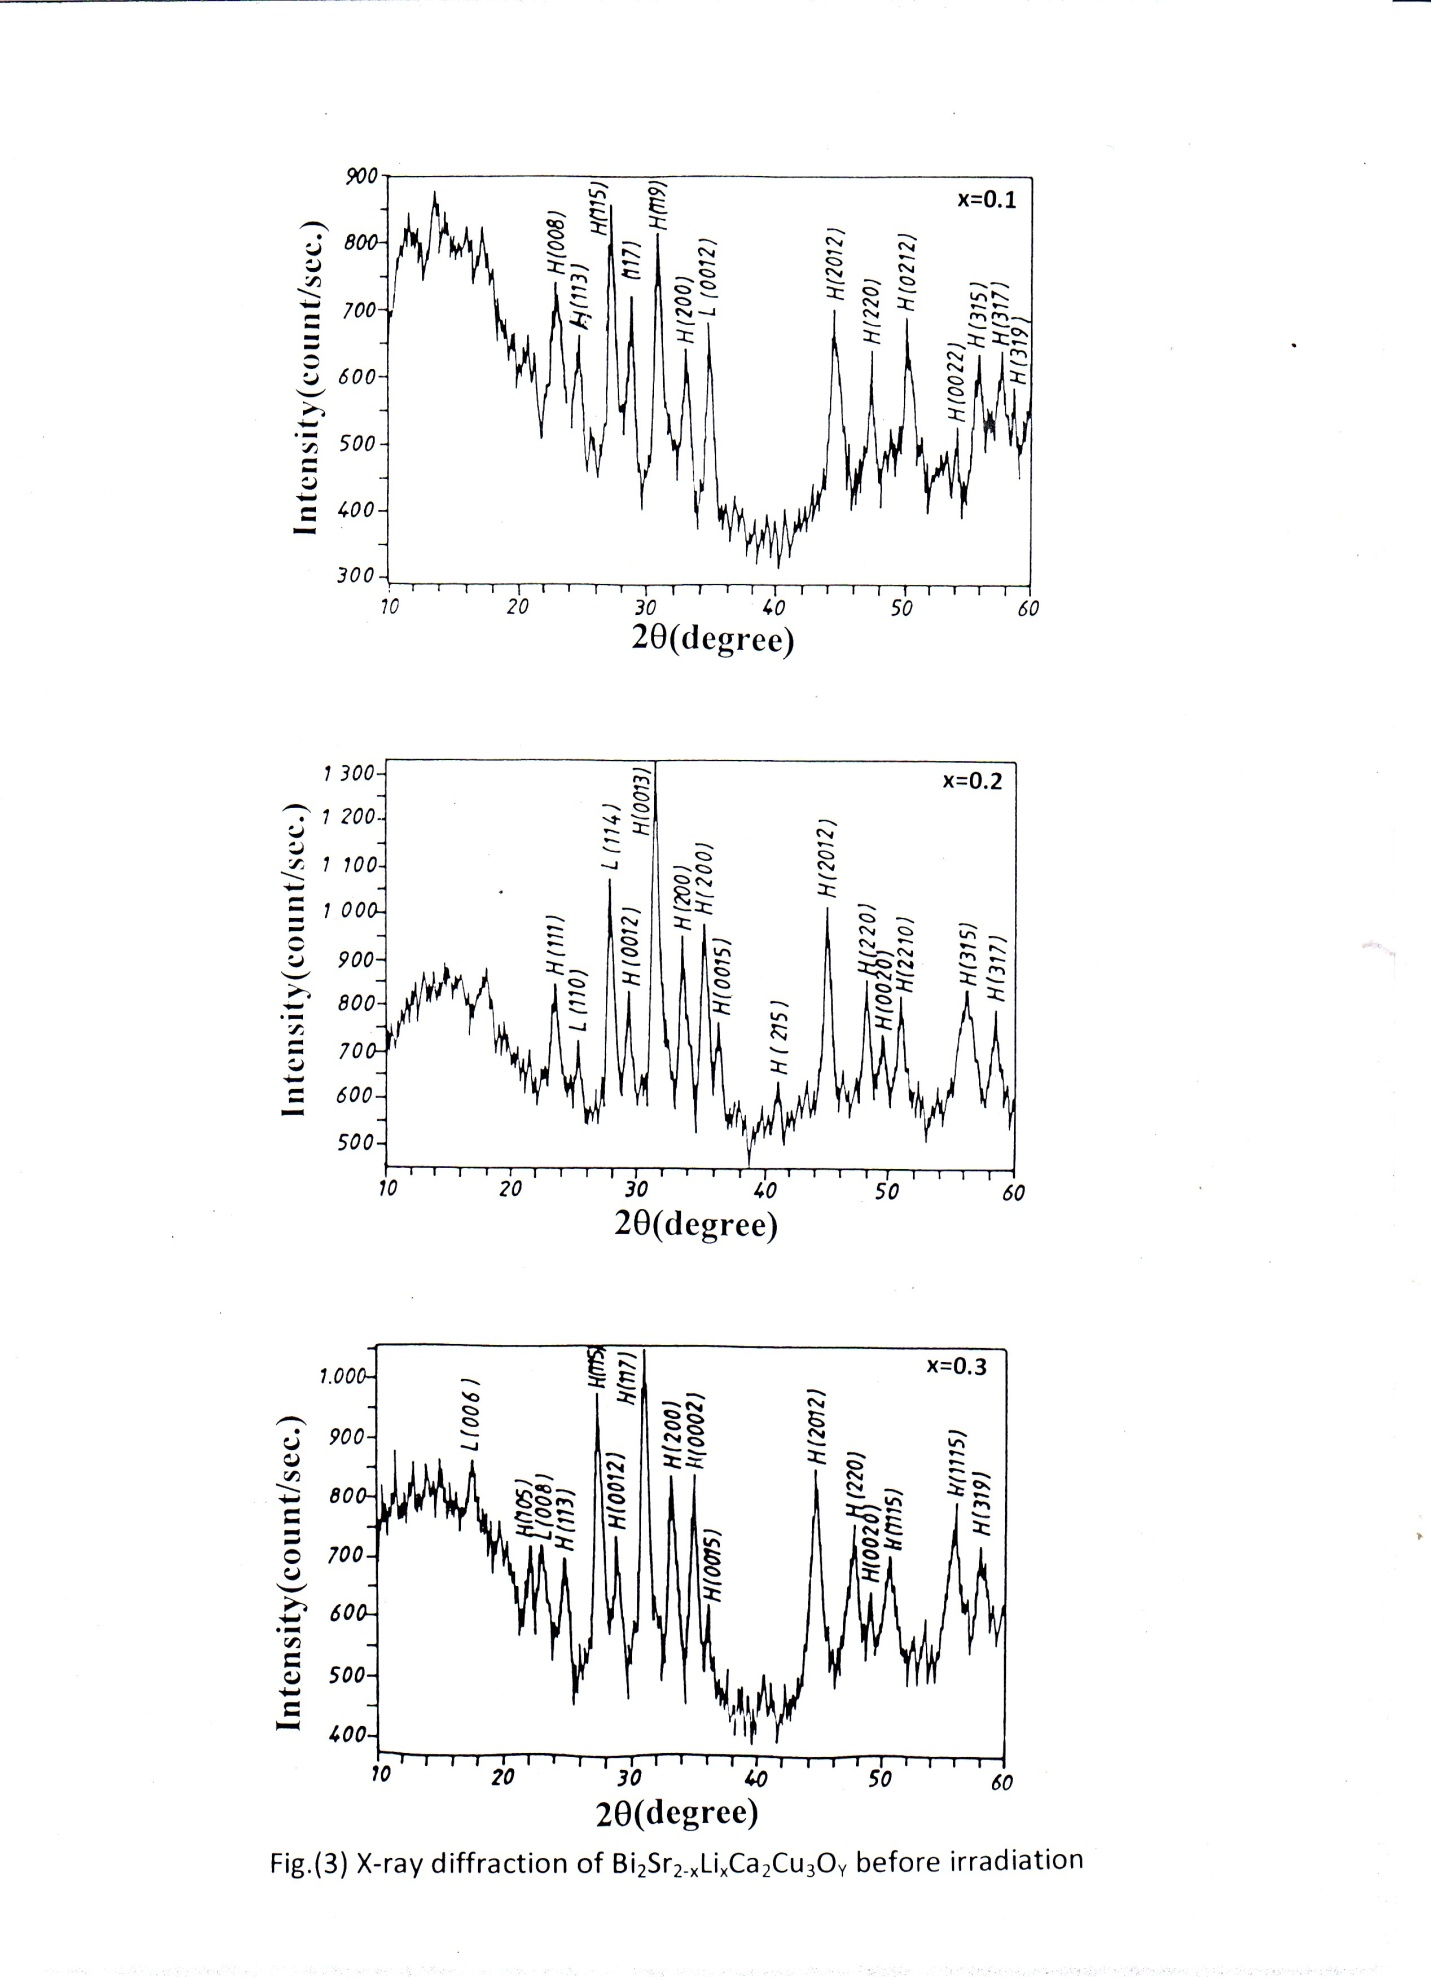 x=0.1
Intensity(count/sec.)
900
800
700
600
500
400
300
H(008)
H(113)
H(115)
(117)
H(119)
H(200)
L(0012)
H(2012)
H(220)
H(0212)
H(0022)
H(315)
H(317)
H(319)
10 20 30 40 50 60
2θ(degree)
x=0.2
Intensity(count/sec.)
1 300
1 200
1 100
1 000
900
800
700
600
500
H(111)
L(110)
L(114)
H(0012)
H(0013)
H(200)
H(200)
H(0015)
H(215)
H(2012)
H(220)
H(0020)
H(2210)
H(315)
H(317)
10 20 30 40 50 60
2θ(degree)
x=0.3
Intensity(count/sec.)
1.000
900
800
700
600
500
400
L(006)
H(105)
L(008)
H(113)
H(115)
H(0012)
H(117)
H(200)
H(0002)
H(0015)
H(2012)
H(220)
H(0020)
H(1115)
H(1115)
H(319)
10 20 30 40 50 60
2θ(degree)
Fig.(3) X-ray diffraction of Bi₂Sr₂₋ₓLiₓCa₂Cu₃OY before irradiation